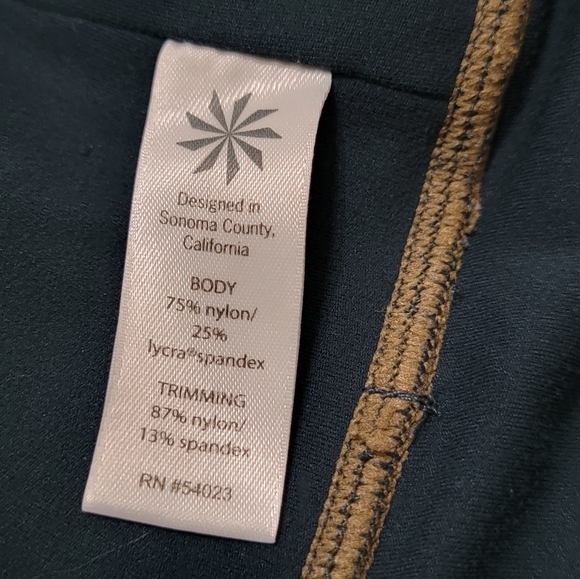 Designed in
Sonoma County,
California
BODY
75% nylon/
25%
lycra®spandex
TRIMMING
87% nylon/
13% spandex
RN #54023